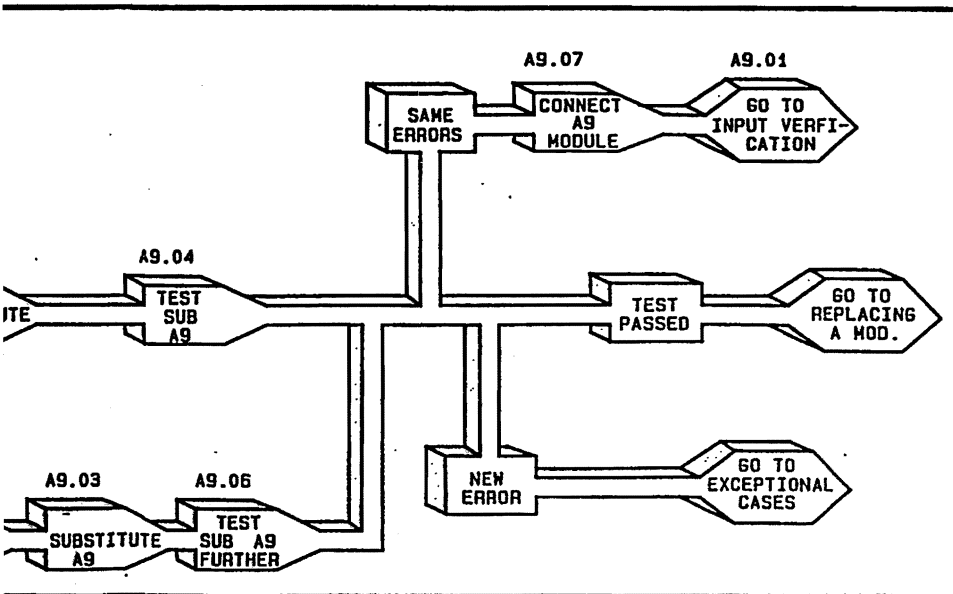 A9.07
A9.01
SAME
ERRORS
CONNECT
A9
MODULE
GO TO
INPUT VERFI-
CATION
A9.04
UTE
TEST
SUB
A9
TEST
PASSED
GO TO
REPLACING
A MOD.
A9.03
A9.06
SUBSTITUTE
A9
TEST
SUB A9
FURTHER
NEW
ERROR
GO TO
EXCEPTIONAL
CASES